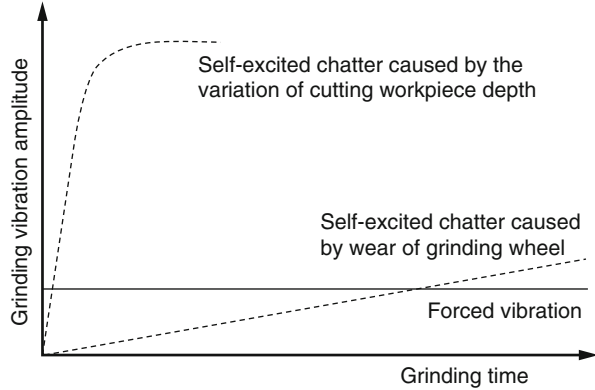 Grinding vibration amplitude
Self-excited chatter caused by the
variation of cutting workpiece depth
Self-excited chatter caused
by wear of grinding wheel
Forced vibration
Grinding time